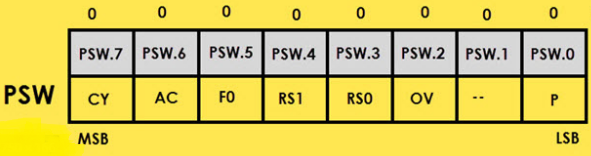 0 0 0 0 0 0 0 0
PSW.7 PSW.6 PSW.5 PSW.4 PSW.3 PSW.2 PSW.1 PSW.0
PSW CY AC F0 RS1 RS0 OV -- P
MSB LSB